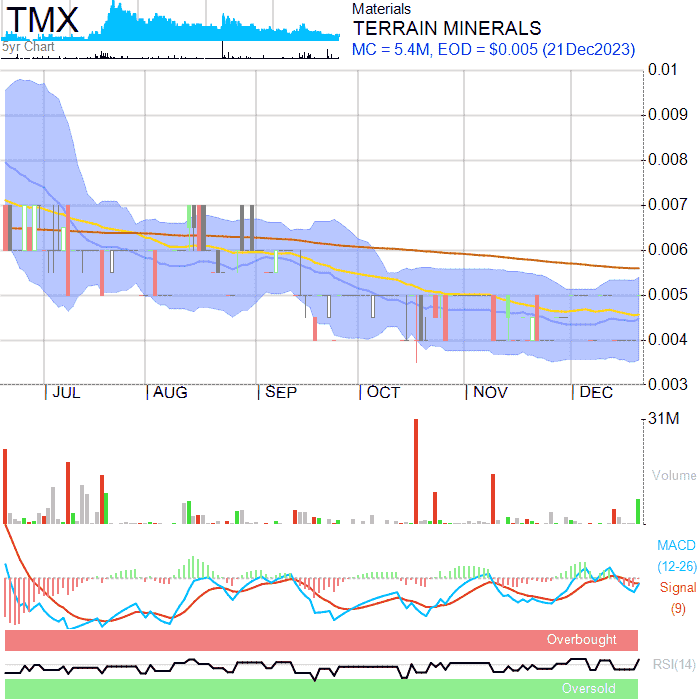 TMX
5yr Chart
Materials
TERRAIN MINERALS
MC = 5.4M, EOD = $0.005 (21Dec2023)
0.01
0.009
0.008
0.007
0.006
0.005
0.004
0.003
JUL AUG SEP OCT NOV DEC
31M
Volume
MACD
(12-26)
Signal
(9)
Overbought
RSI(14)
Oversold